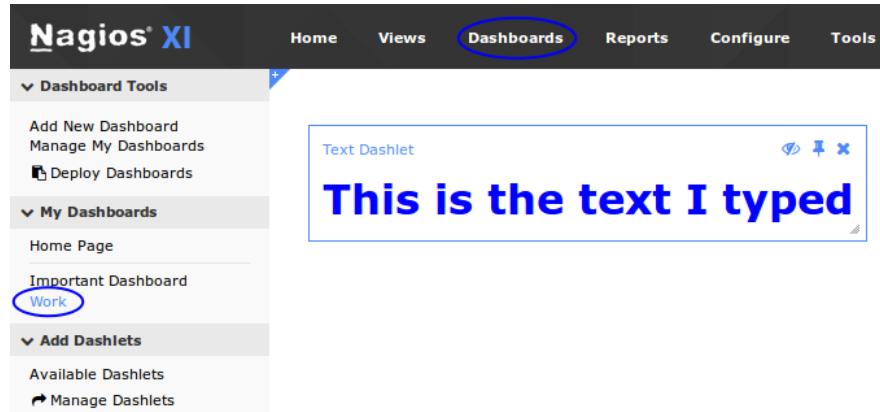 Nagios® XI
Home Views Dashboards Reports Configure Tools
Dashboard Tools
Add New Dashboard
Manage My Dashboards
Deploy Dashboards
My Dashboards
Home Page
Important Dashboard
Work
Add Dashlets
Available Dashlets
Manage Dashlets
Text Dashlet
This is the text I typed